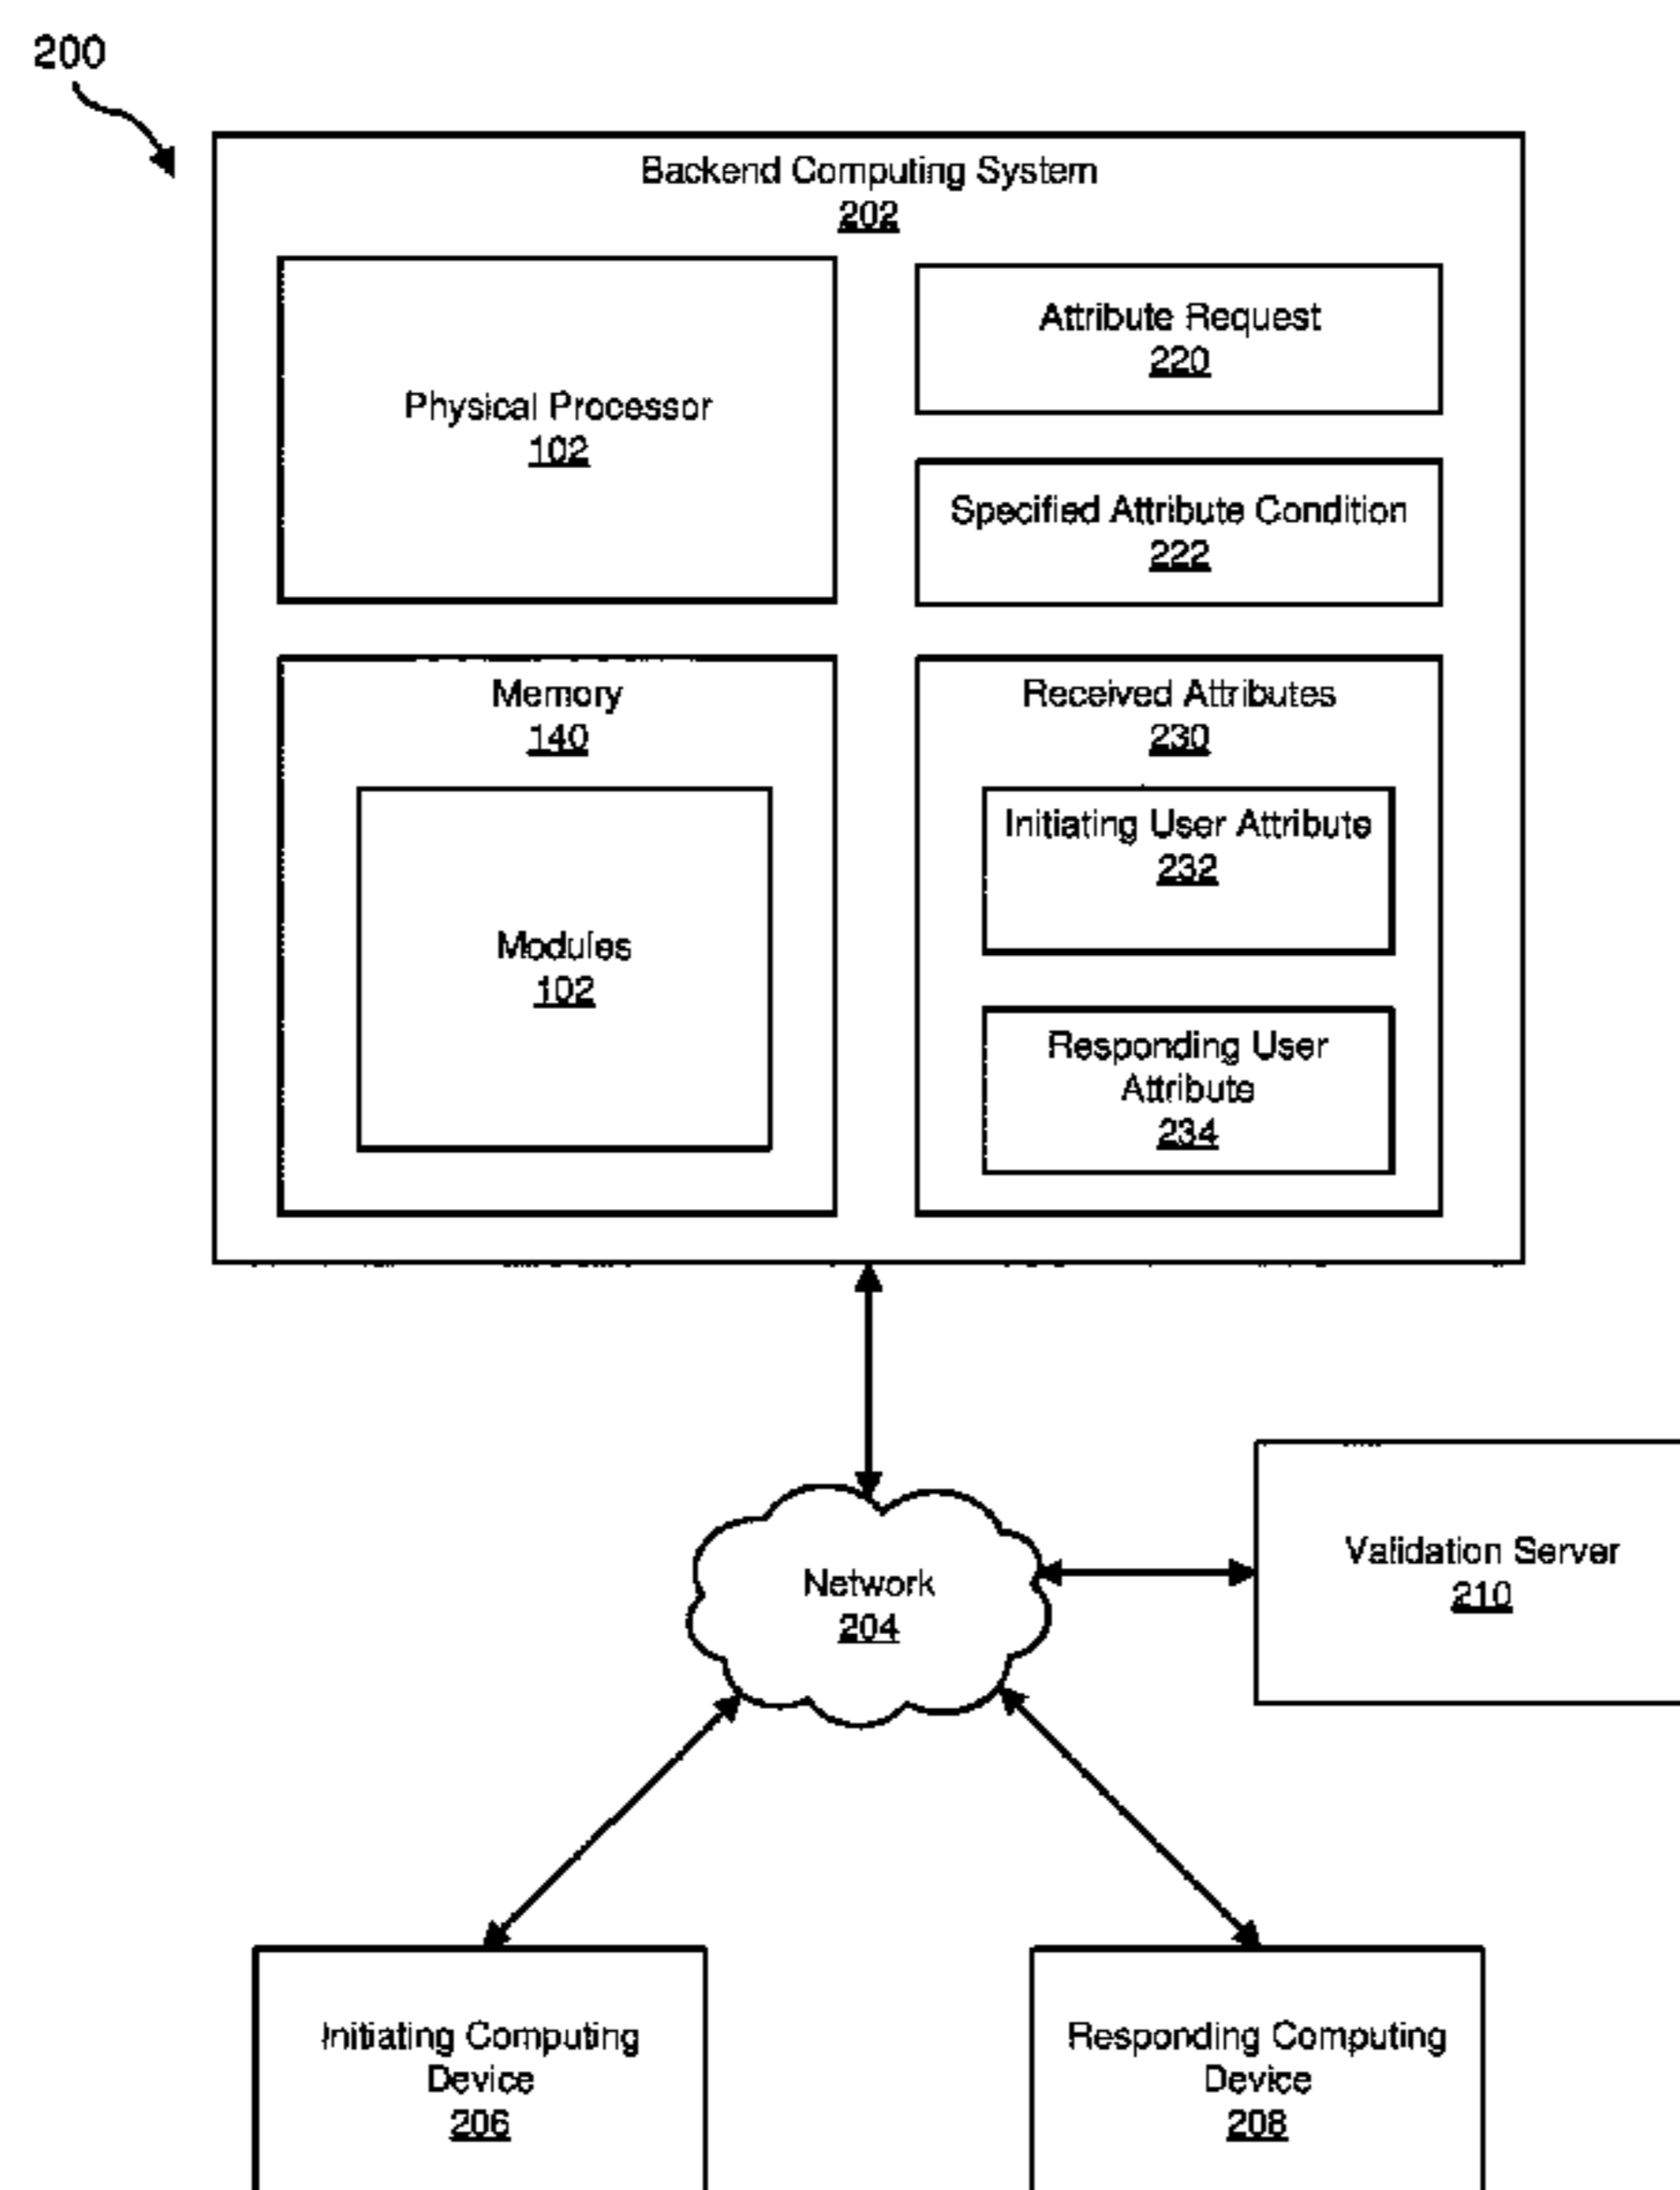 200
Backend Computing System
202
Physical Processor
102
Attribute Request
220
Specified Attribute Condition
222
Memory
140
Modules
102
Received Attributes
230
Initiating User Attribute
232
Responding User
Attribute
234
Network
204
Validation Server
210
Initiating Computing
Device
206
Responding Computing
Device
208